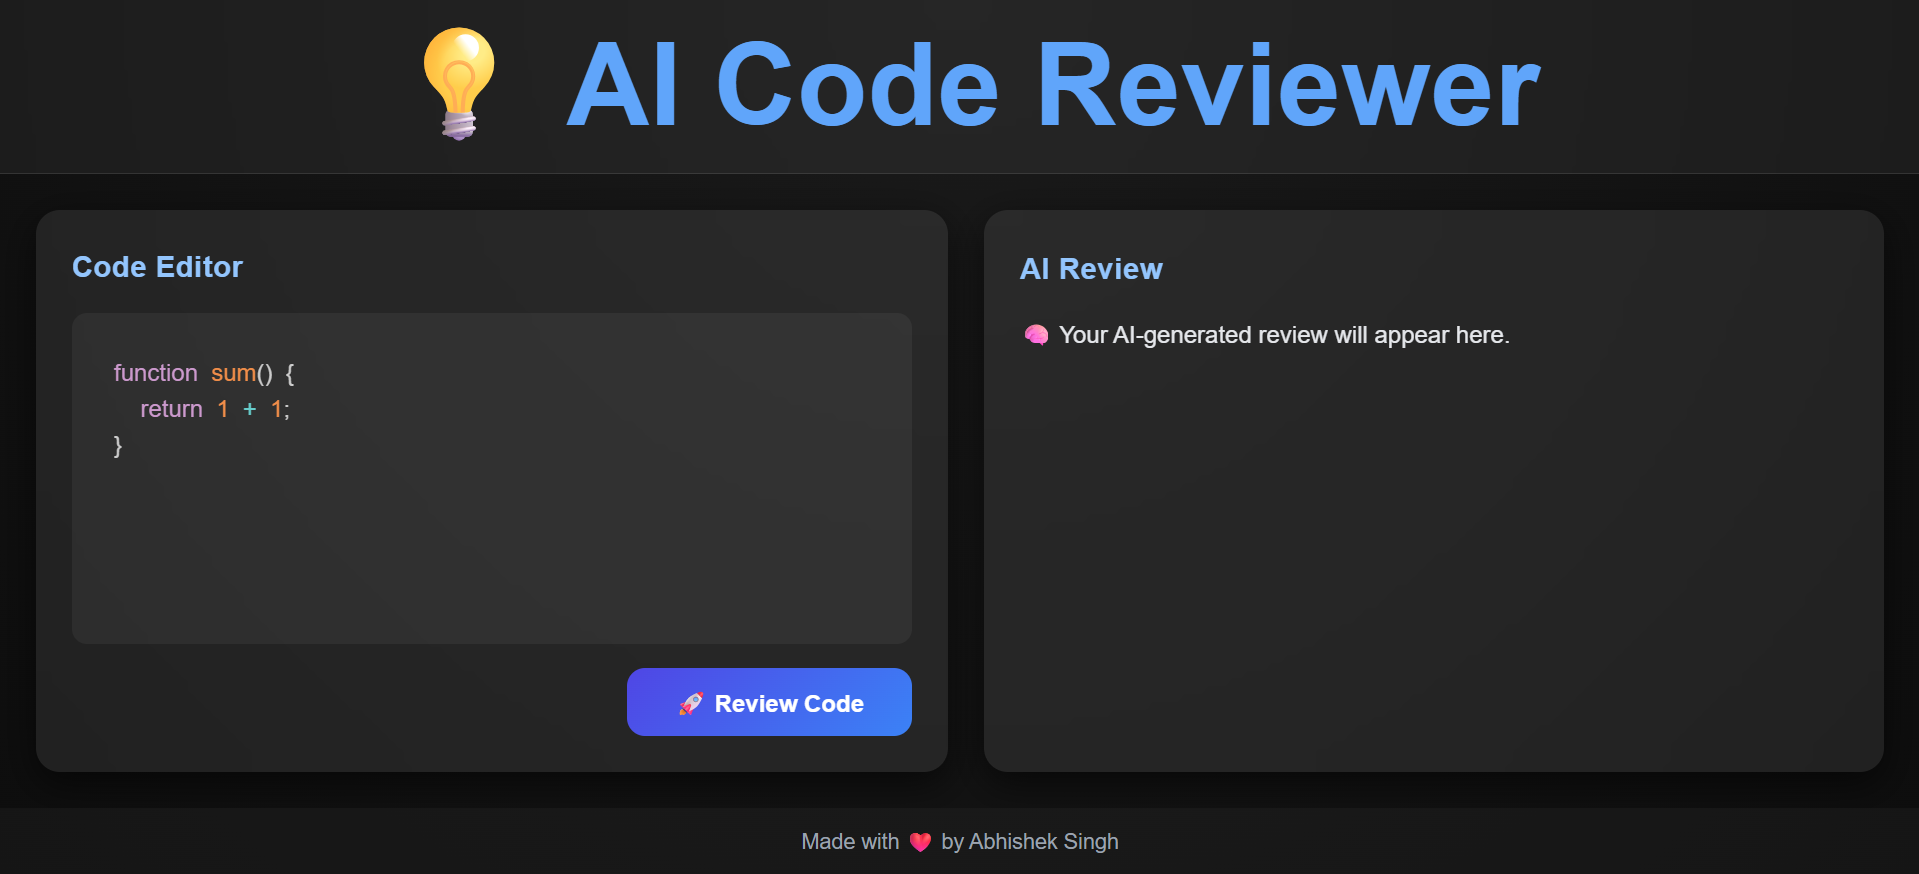 💡 AI Code Reviewer
Code Editor
function sum() {
  return 1 + 1;
}
🚀 Review Code
AI Review
🧠 Your AI-generated review will appear here.
Made with ❤️ by Abhishek Singh